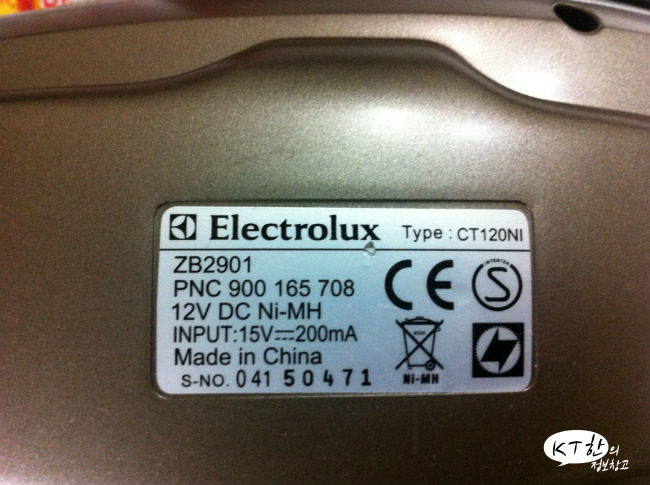 Electrolux Type : CT120NI
ZB2901
PNC 900 165 708
12V DC Ni-MH
INPUT:15V⎓200mA
Made in China
S-NO. 041 50471
CE
INTERTEK
S
Ni-MH
KT한의
정보창고